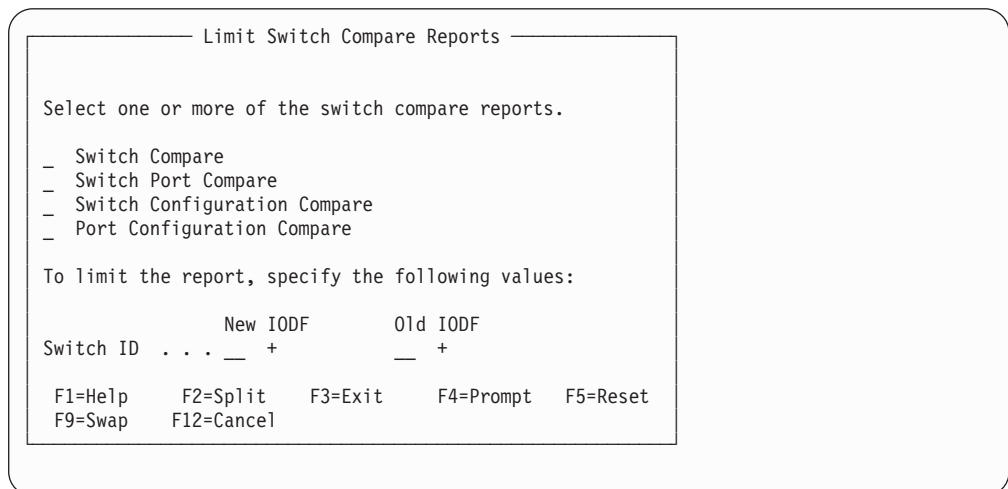 Limit Switch Compare Reports
Select one or more of the switch compare reports.
_ Switch Compare
_ Switch Port Compare
_ Switch Configuration Compare
_ Port Configuration Compare
To limit the report, specify the following values:
New IODF Old IODF
Switch ID . . . __ + __ +
F1=Help F2=Split F3=Exit F4=Prompt F5=Reset
F9=Swap F12=Cancel